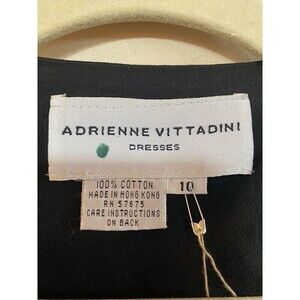 ADRIENNE VITTADINI
DRESSES
100% COTTON
MADE IN HONG KONG
RN 57675
CARE INSTRUCTIONS
ON BACK
10